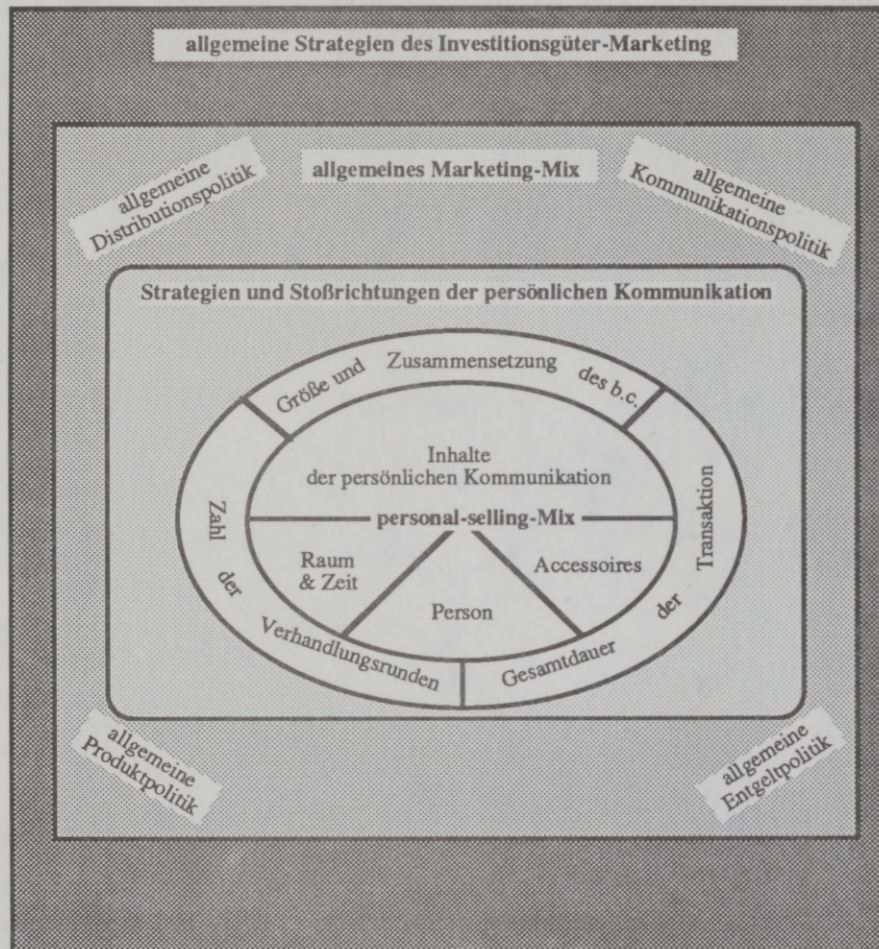 allgemeine Strategien des Investitionsgüter-Marketing
allgemeine
Distributionspolitik
allgemeines Marketing-Mix
allgemeine
Kommunikationspolitik
Strategien und Stoßrichtungen der persönlichen Kommunikation
Größe und Zusammensetzung des b.c.
Inhalte
der persönlichen Kommunikation
personal-selling-Mix
Raum
& Zeit
Person
Accessoires
Zahl der Verhandlungsrunden
Gesamtdauer der Transaktion
allgemeine
Produktpolitik
allgemeine
Entgeltpolitik